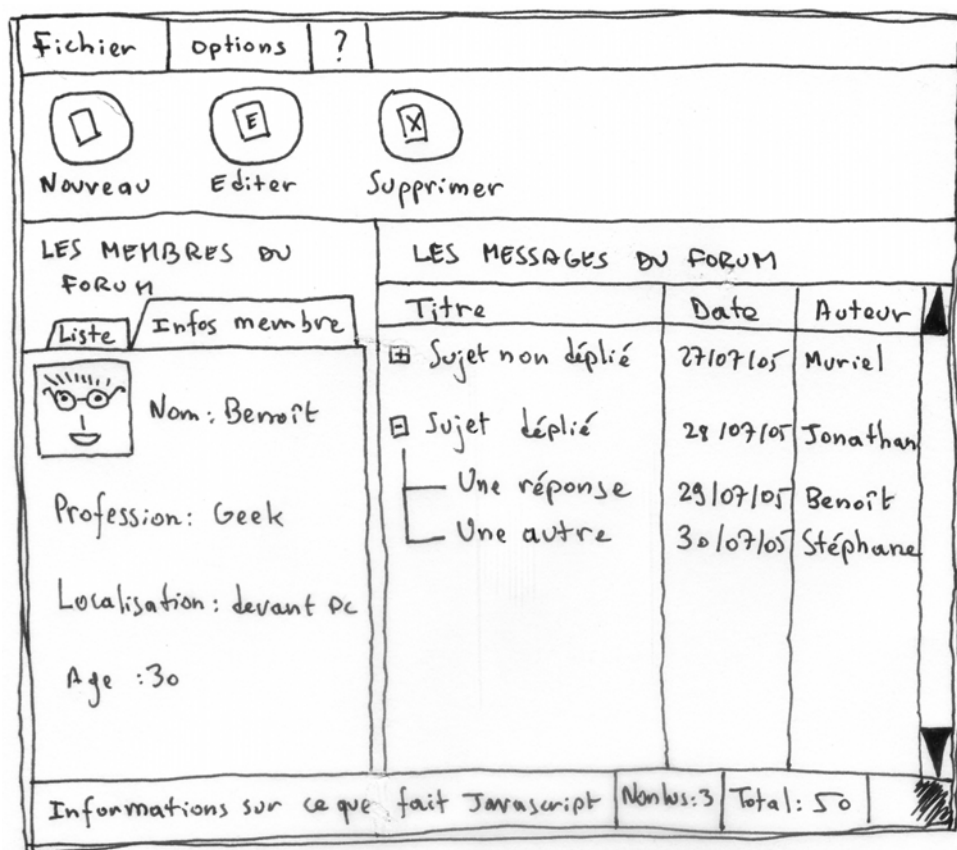 Fichier options ?
E X
Nouveau Editer Supprimer
LES MEMBRES DU
FORUM
Liste Infos membre
Nom: Benoît
Profession: Geek
Localisation: devant PC
Age :30
LES MESSAGES DU FORUM
Titre Date Auteur
+ Sujet non déplié 27/07/05 Muriel
- Sujet déplié 28/07/05 Jonathan
Une réponse 29/07/05 Benoît
Une autre 30/07/05 Stéphane
Informations sur ce que fait Javascript Nonlus:3 Total: 50